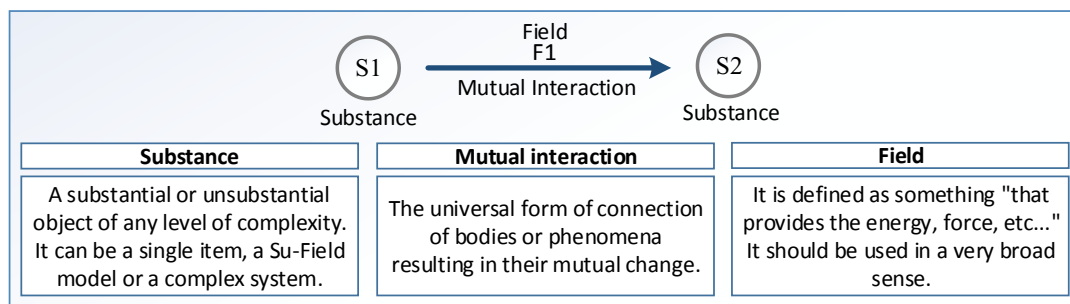 Field
F1
S1
S2
Mutual Interaction
Substance
Substance
Substance
A substantial or unsubstantial
object of any level of complexity.
It can be a single item, a Su-Field
model or a complex system.
Mutual interaction
The universal form of connection
of bodies or phenomena
resulting in their mutual change.
Field
It is defined as something "that
provides the energy, force, etc..."
It should be used in a very broad
sense.